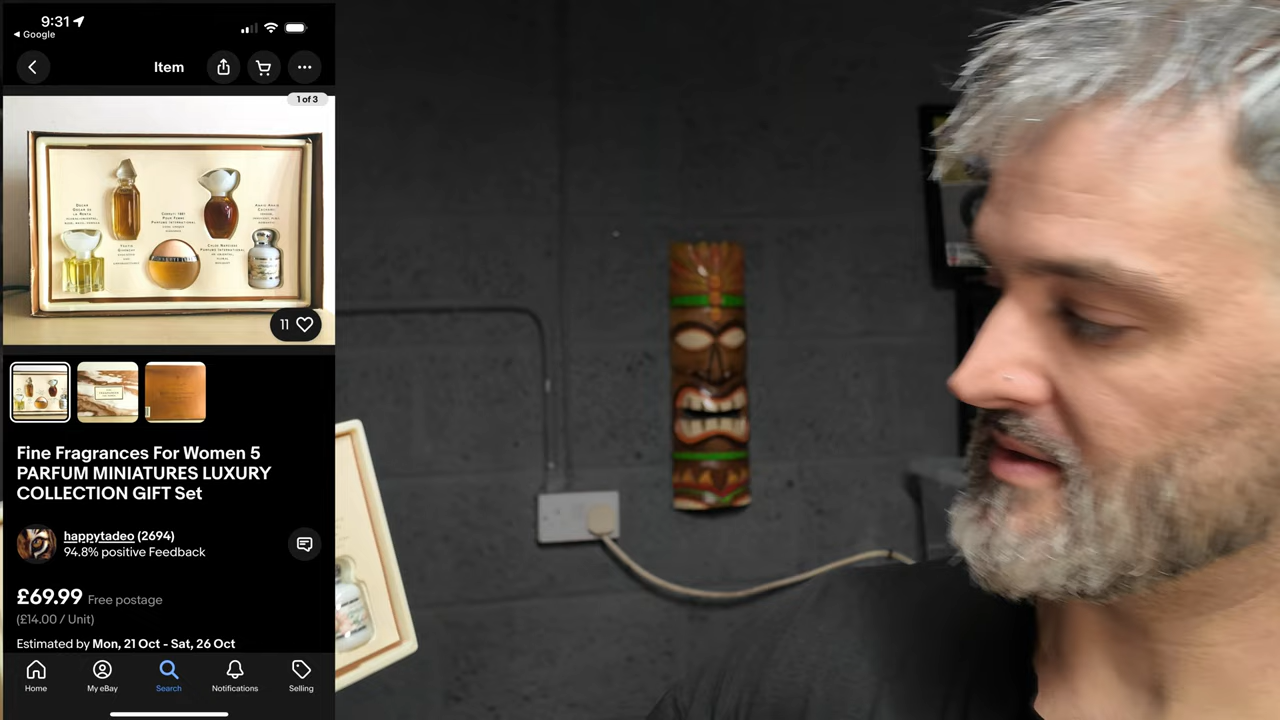 9:31
Google
Item
1 of 3
11
Fine Fragrances For Women 5
PARFUM MINIATURES LUXURY
COLLECTION GIFT Set
happytadeo (2694)
94.8% positive Feedback
£69.99 Free postage
(£14.00 / Unit)
Estimated by Mon, 21 Oct - Sat, 26 Oct
Home
My eBay
Search
Notifications
Selling